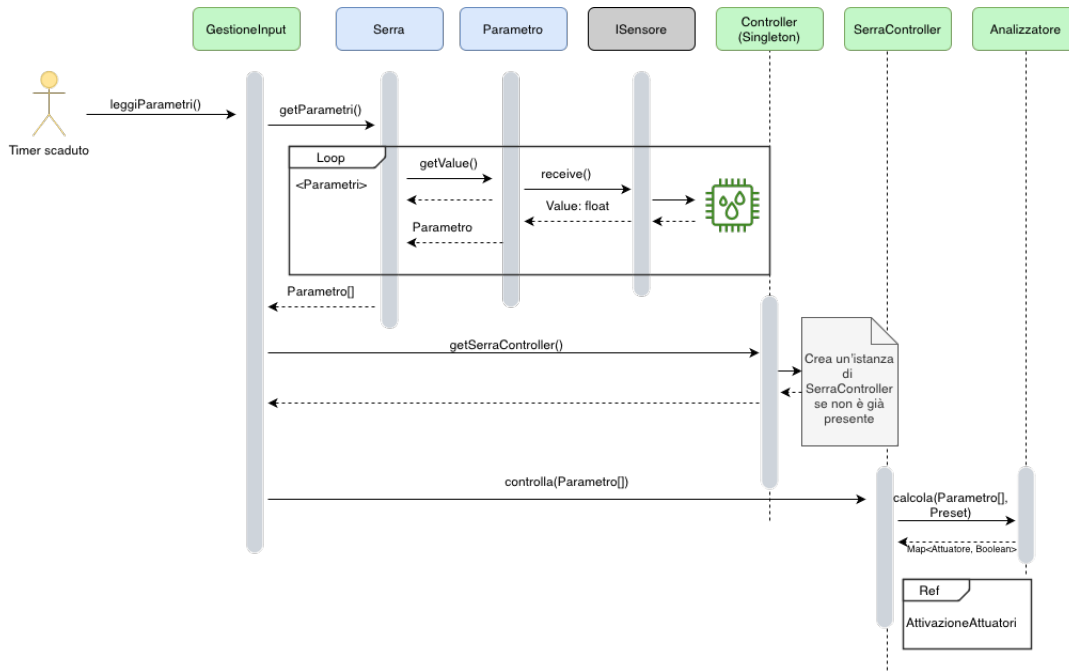 GestioneInput
Serra
Parametro
ISensore
Controller
(Singleton)
SerraController
Analizzatore
leggiParametri()
Timer scaduto
getParametri()
Loop
<Parametri>
getValue()
receive()
Value: float
Parametro
Parametro[]
getSerraController()
Crea un'istanza
di
SerraController
se non è già
presente
controlla(Parametro[])
calcola(Parametro[],
Preset)
Map<Attuatore, Boolean>
Ref
AttivazioneAttuatori